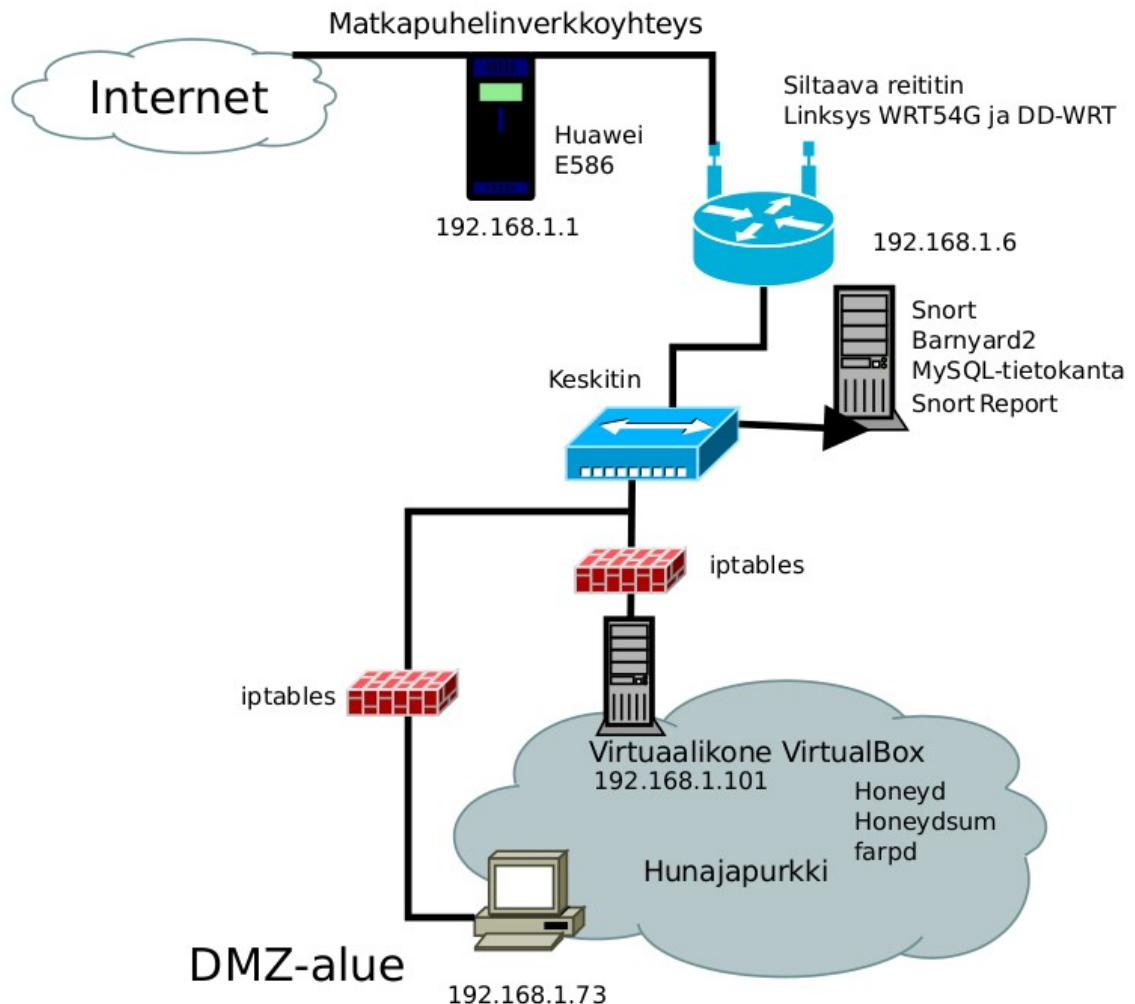 Matkapuhelinverkkoyhteys
Internet
Siltaava reititin
Linksys WRT54G ja DD-WRT
Huawei
E586
192.168.1.1
192.168.1.6
Snort
Barnyard2
MySQL-tietokanta
Snort Report
Keskitin
iptables
iptables
Virtuaalikone VirtualBox
192.168.1.101
Honeyd
Honeydsum
farpd
Hunajapurkki
DMZ-alue
192.168.1.73